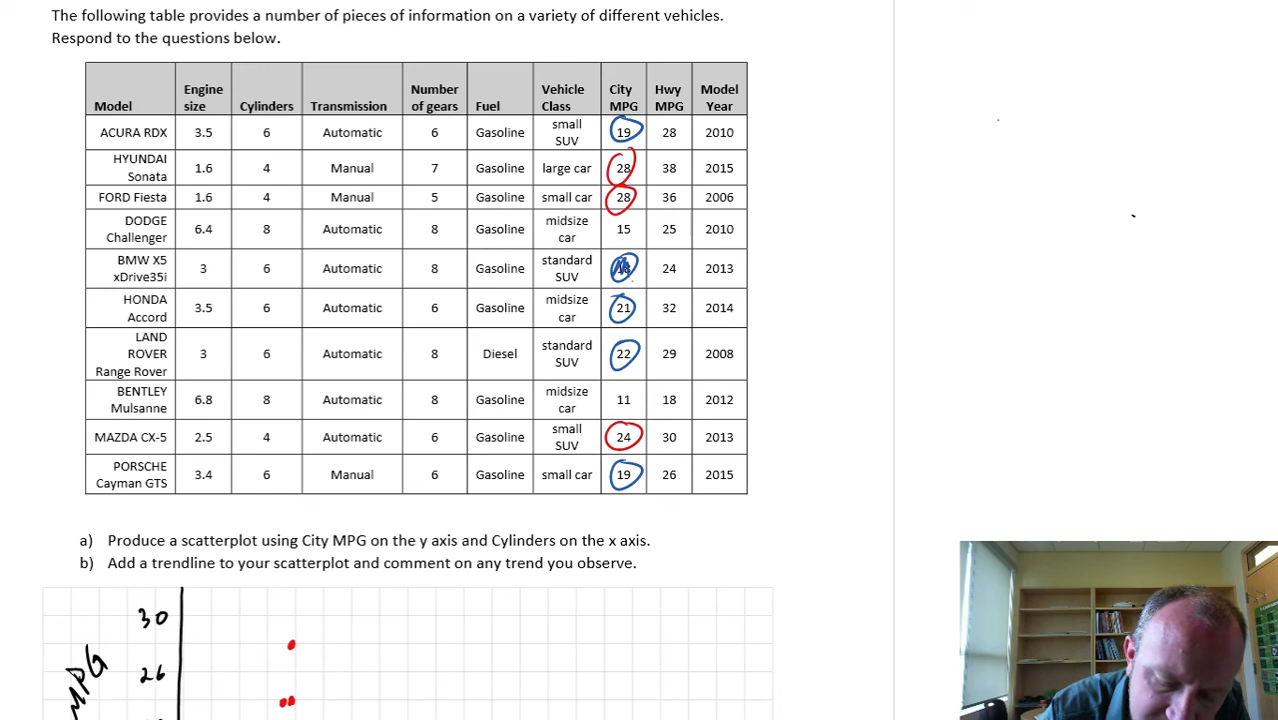 The following table provides a number of pieces of information on a variety of different vehicles.
Respond to the questions below.
Model Engine size Cylinders Transmission Number of gears Fuel Vehicle Class City MPG Hwy MPG Model Year
ACURA RDX 3.5 6 Automatic 6 Gasoline small SUV 19 28 2010
HYUNDAI Sonata 1.6 4 Manual 7 Gasoline large car 28 38 2015
FORD Fiesta 1.6 4 Manual 5 Gasoline small car 28 36 2006
DODGE Challenger 6.4 8 Automatic 8 Gasoline midsize car 15 25 2010
BMW X5 xDrive35i 3 6 Automatic 8 Gasoline standard SUV 24 2013
HONDA Accord 3.5 6 Automatic 6 Gasoline midsize car 21 32 2014
LAND ROVER Range Rover 3 6 Automatic 8 Diesel standard SUV 22 29 2008
BENTLEY Mulsanne 6.8 8 Automatic 8 Gasoline midsize car 11 18 2012
MAZDA CX-5 2.5 4 Automatic 6 Gasoline small SUV 24 30 2013
PORSCHE Cayman GTS 3.4 6 Manual 6 Gasoline small car 19 26 2015
a) Produce a scatterplot using City MPG on the y axis and Cylinders on the x axis.
b) Add a trendline to your scatterplot and comment on any trend you observe.
30
26
MPG